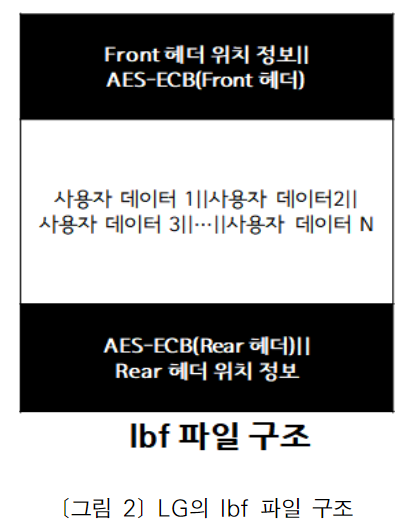 Front 헤더 위치 정보||
AES-ECB(Front 헤더)
사용자 데이터 1||사용자 데이터2||
사용자 데이터 3||…||사용자 데이터 N
AES-ECB(Rear 헤더)||
Rear 헤더 위치 정보
lbf 파일 구조
〔그림 2〕 LG의 lbf 파일 구조